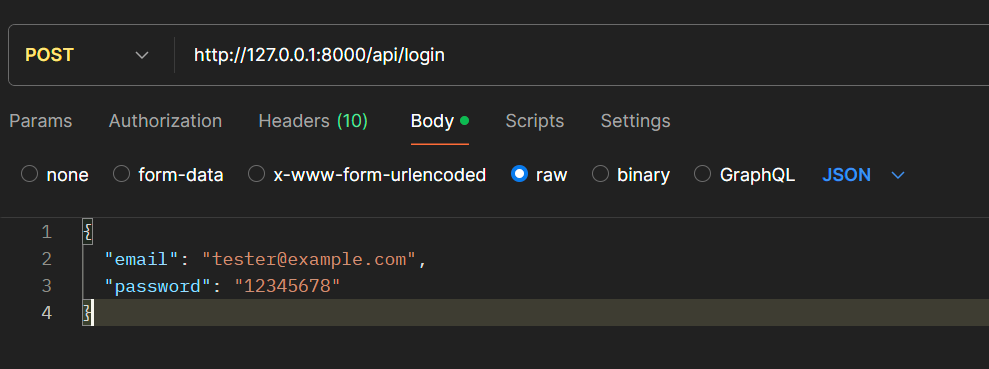 POST http://127.0.0.1:8000/api/login
Params Authorization Headers (10) Body Scripts Settings
none form-data x-www-form-urlencoded raw binary GraphQL JSON
1 {
2 "email": "tester@example.com",
3 "password": "12345678"
4 }